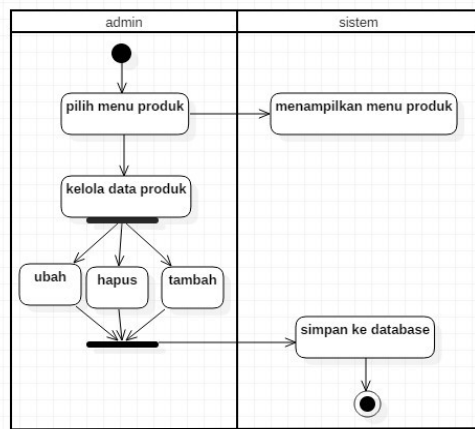 admin
sistem
pilih menu produk
menampilkan menu produk
kelola data produk
ubah
hapus
tambah
simpan ke database